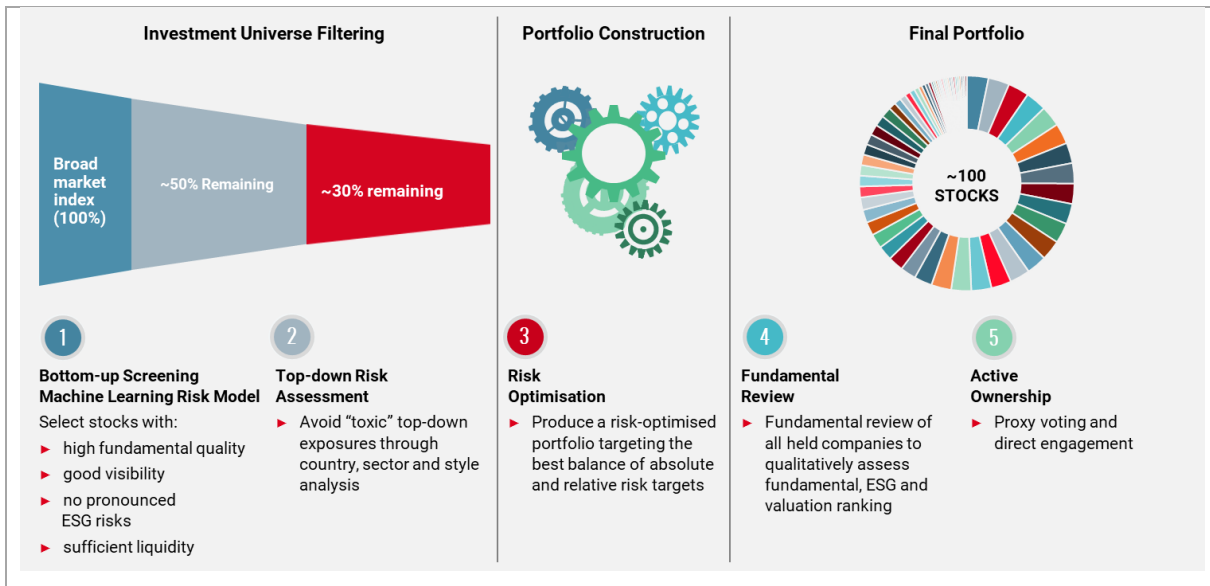 Investment Universe Filtering
Broad
market
index
(100%)
~50% Remaining
~30% remaining
1
Bottom-up Screening
Machine Learning Risk Model
Select stocks with:
► high fundamental quality
► good visibility
► no pronounced
ESG risks
► sufficient liquidity
2
Top-down Risk
Assessment
► Avoid “toxic” top-down
exposures through
country, sector and style
analysis
Portfolio Construction
3
Risk
Optimisation
► Produce a risk-optimised
portfolio targeting the
best balance of absolute
and relative risk targets
Final Portfolio
~100
STOCKS
4
Fundamental
Review
► Fundamental review of
all held companies to
qualitatively assess
fundamental, ESG and
valuation ranking
5
Active
Ownership
► Proxy voting and
direct engagement